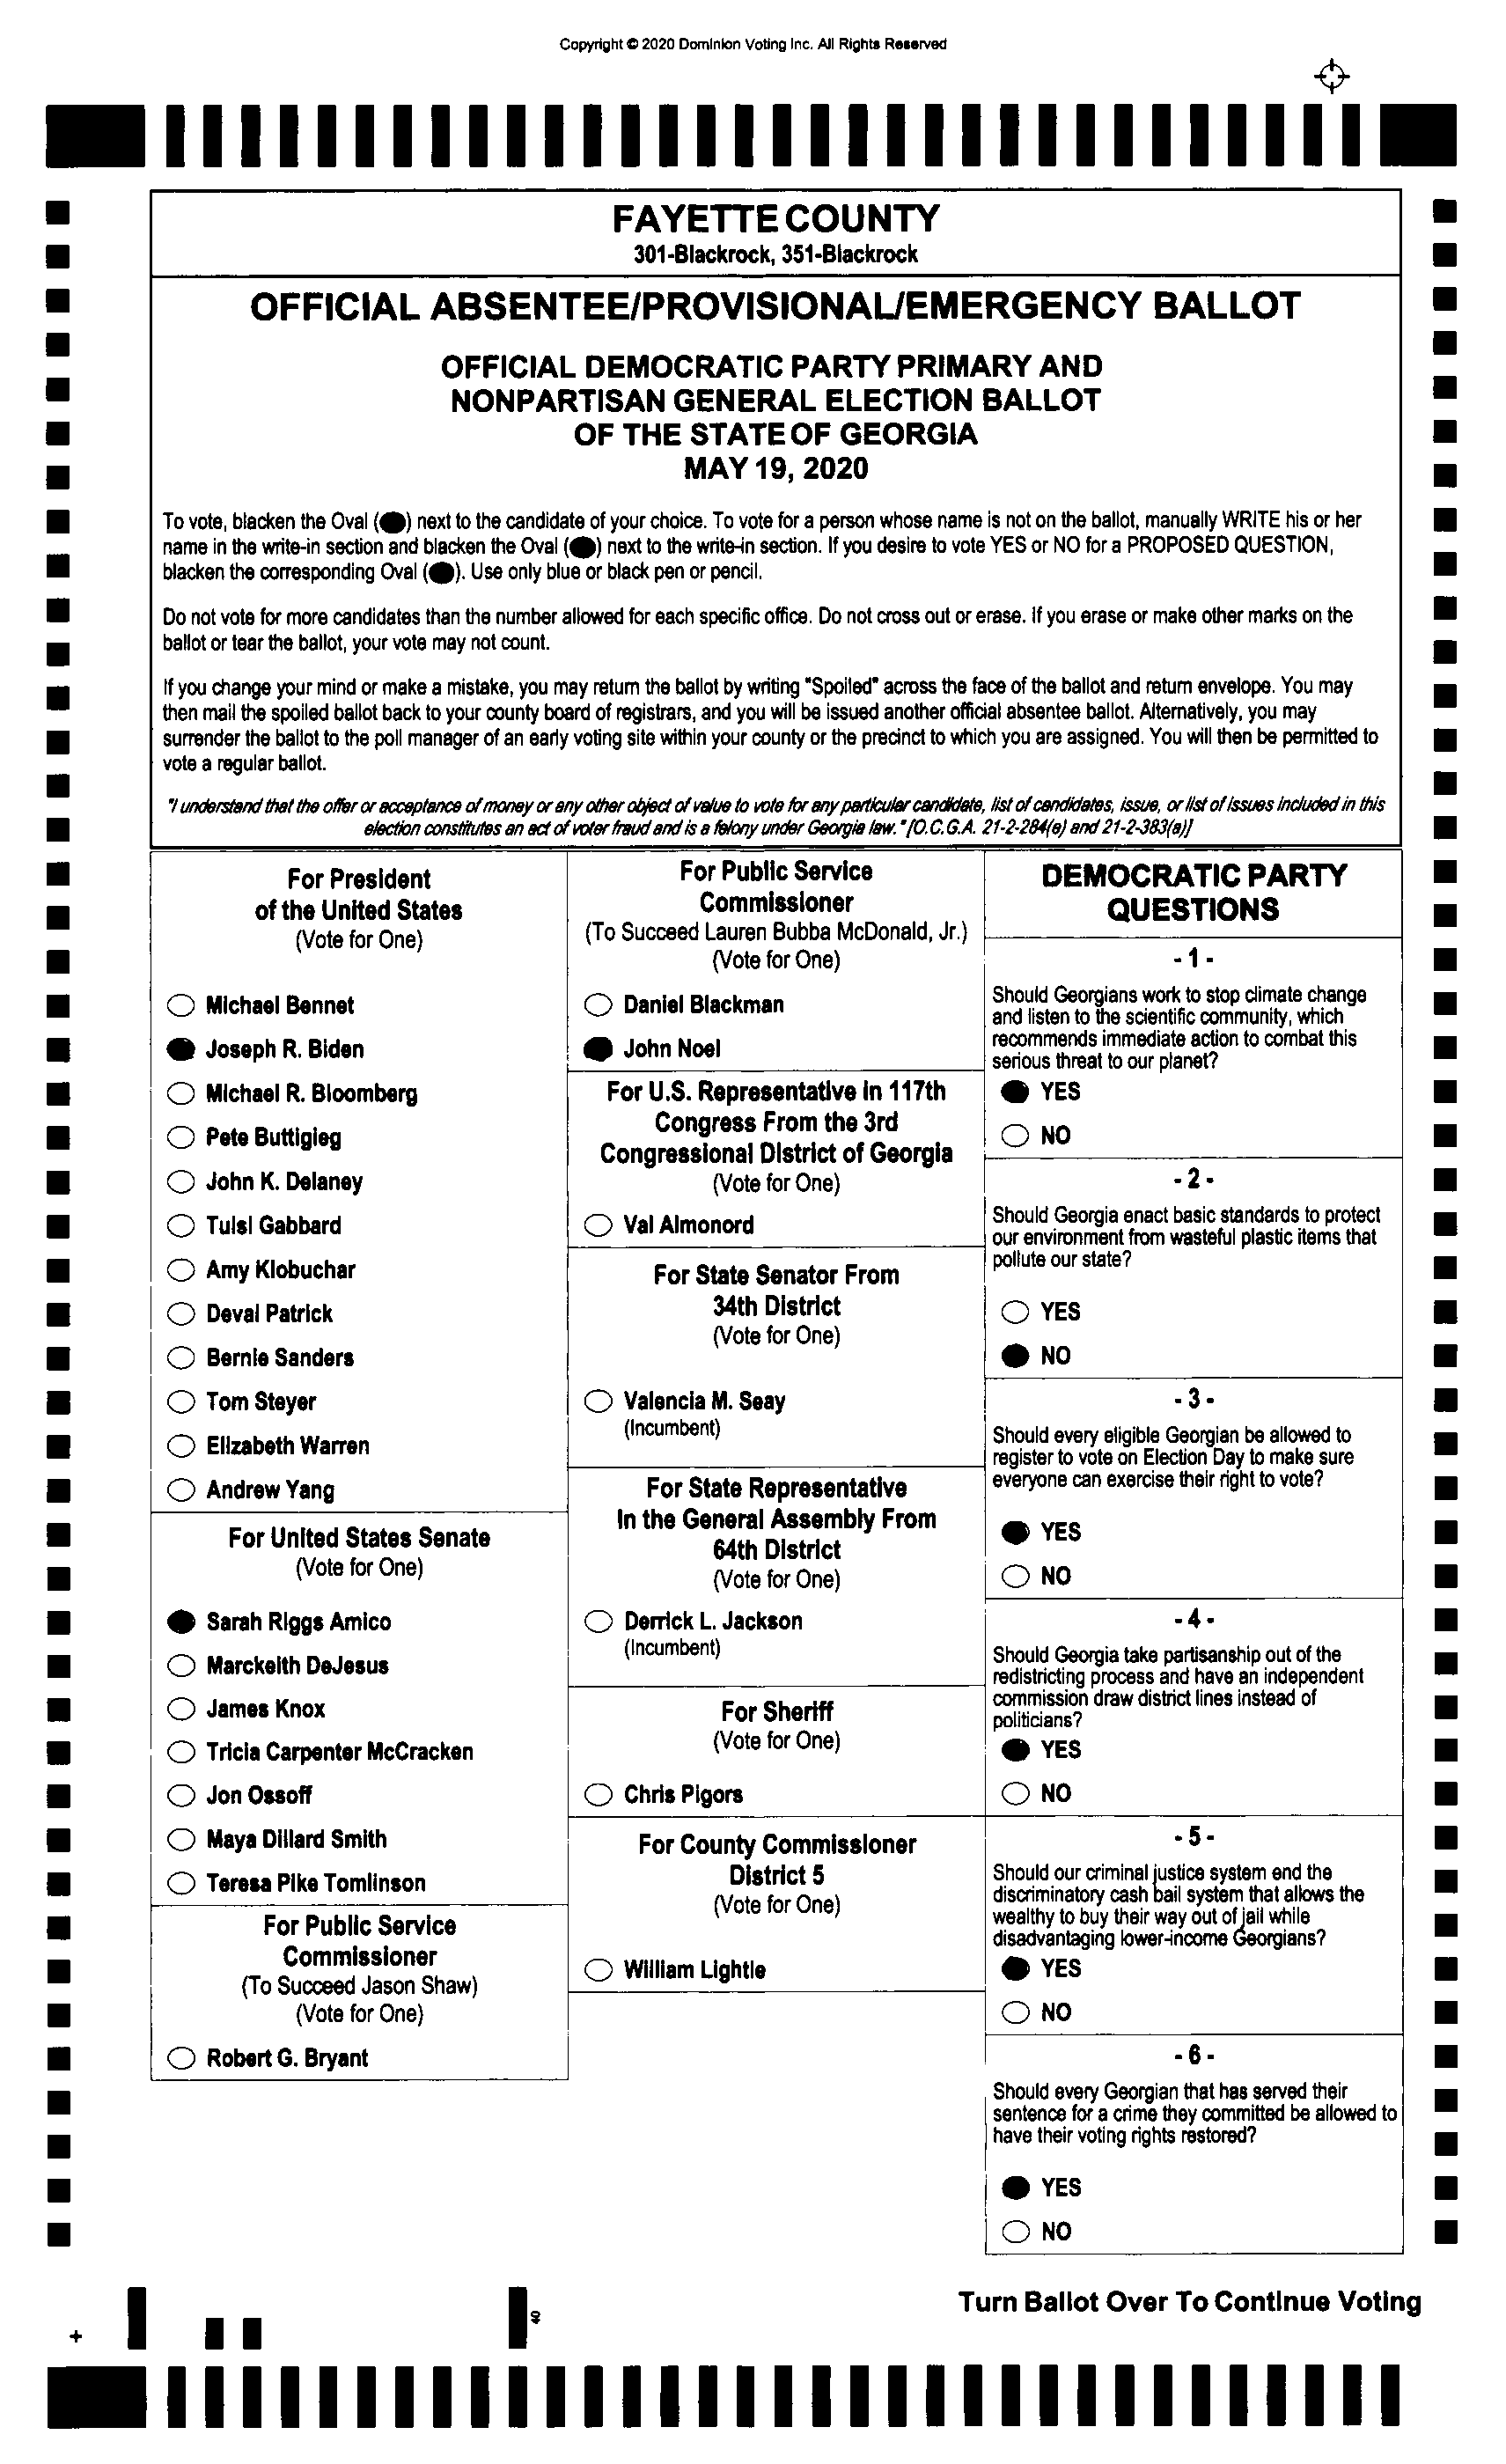 Copyright © 2020 Dominion Voting Inc. All Rights Reserved
FAYETTE COUNTY
301-Blackrock, 351-Blackrock
OFFICIAL ABSENTEE/PROVISIONAL/EMERGENCY BALLOT
OFFICIAL DEMOCRATIC PARTY PRIMARY AND
NONPARTISAN GENERAL ELECTION BALLOT
OF THE STATE OF GEORGIA
MAY 19, 2020
To vote, blacken the Oval () next to the candidate of your choice. To vote for a person whose name is not on the ballot, manually WRITE his or her
name in the write-in section and blacken the Oval () next to the write-in section. If you desire to vote YES or NO for a PROPOSED QUESTION,
blacken the corresponding Oval (). Use only blue or black pen or pencil.
Do not vote for more candidates than the number allowed for each specific office. Do not cross out or erase. If you erase or make other marks on the
ballot or tear the ballot, your vote may not count.
If you change your mind or make a mistake, you may return the ballot by writing "Spoiled" across the face of the ballot and return envelope. You may
then mail the spoiled ballot back to your county board of registrars, and you will be issued another official absentee ballot. Alternatively, you may
surrender the ballot to the poll manager of an early voting site within your county or the precinct to which you are assigned. You will then be permitted to
vote a regular ballot.
"I understand that the offer or acceptance of money or any other object of value to vote for any particular candidate, list of candidates, issue, or list of issues included in this
election constitutes an act of voter fraud and is a felony under Georgia law." [O.C.G.A. 21-2-284(e) and 21-2-383(a)]
For President
of the United States
(Vote for One)
Michael Bennet
Joseph R. Biden
Michael R. Bloomberg
Pete Buttigieg
John K. Delaney
Tulsi Gabbard
Amy Klobuchar
Deval Patrick
Bernie Sanders
Tom Steyer
Elizabeth Warren
Andrew Yang
For United States Senate
(Vote for One)
Sarah Riggs Amico
Marckeith DeJesus
James Knox
Tricia Carpenter McCracken
Jon Ossoff
Maya Dillard Smith
Teresa Pike Tomlinson
For Public Service
Commissioner
(To Succeed Jason Shaw)
(Vote for One)
Robert G. Bryant
For Public Service
Commissioner
(To Succeed Lauren Bubba McDonald, Jr.)
(Vote for One)
Daniel Blackman
John Noel
For U.S. Representative in 117th
Congress From the 3rd
Congressional District of Georgia
(Vote for One)
Val Almonord
For State Senator From
34th District
(Vote for One)
Valencia M. Seay
(Incumbent)
For State Representative
In the General Assembly From
64th District
(Vote for One)
Derrick L. Jackson
(Incumbent)
For Sheriff
(Vote for One)
Chris Pigors
For County Commissioner
District 5
(Vote for One)
William Lightle
DEMOCRATIC PARTY
QUESTIONS
- 1 -
Should Georgians work to stop climate change
and listen to the scientific community, which
recommends immediate action to combat this
serious threat to our planet?
YES
NO
- 2 -
Should Georgia enact basic standards to protect
our environment from wasteful plastic items that
pollute our state?
YES
NO
- 3 -
Should every eligible Georgian be allowed to
register to vote on Election Day to make sure
everyone can exercise their right to vote?
YES
NO
- 4 -
Should Georgia take partisanship out of the
redistricting process and have an independent
commission draw district lines instead of
politicians?
YES
NO
- 5 -
Should our criminal justice system end the
discriminatory cash bail system that allows the
wealthy to buy their way out of jail while
disadvantaging lower-income Georgians?
YES
NO
- 6 -
Should every Georgian that has served their
sentence for a crime they committed be allowed to
have their voting rights restored?
YES
NO
Turn Ballot Over To Continue Voting
+